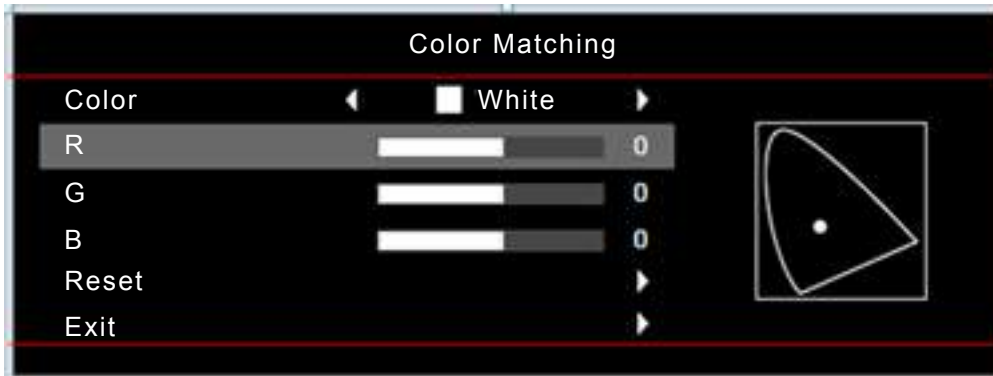 Color Matching
Color White
R 0
G 0
B 0
Reset
Exit